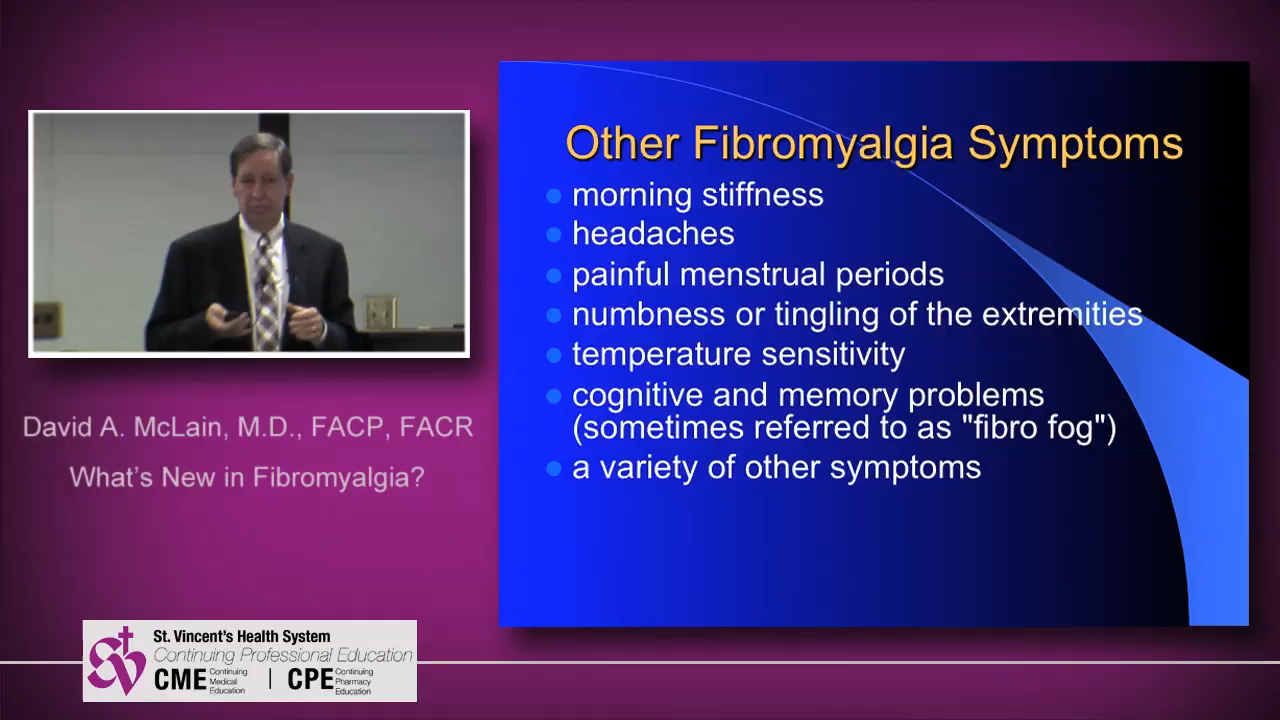 Other Fibromyalgia Symptoms
morning stiffness
headaches
painful menstrual periods
numbness or tingling of the extremities
temperature sensitivity
cognitive and memory problems
(sometimes referred to as "fibro fog")
a variety of other symptoms
David A. McLain, M.D., FACP, FACR
What's New in Fibromyalgia?
St. Vincent's Health System
Continuing Professional Education
CME Continuing Medical Education | CPE Continuing Pharmacy Education